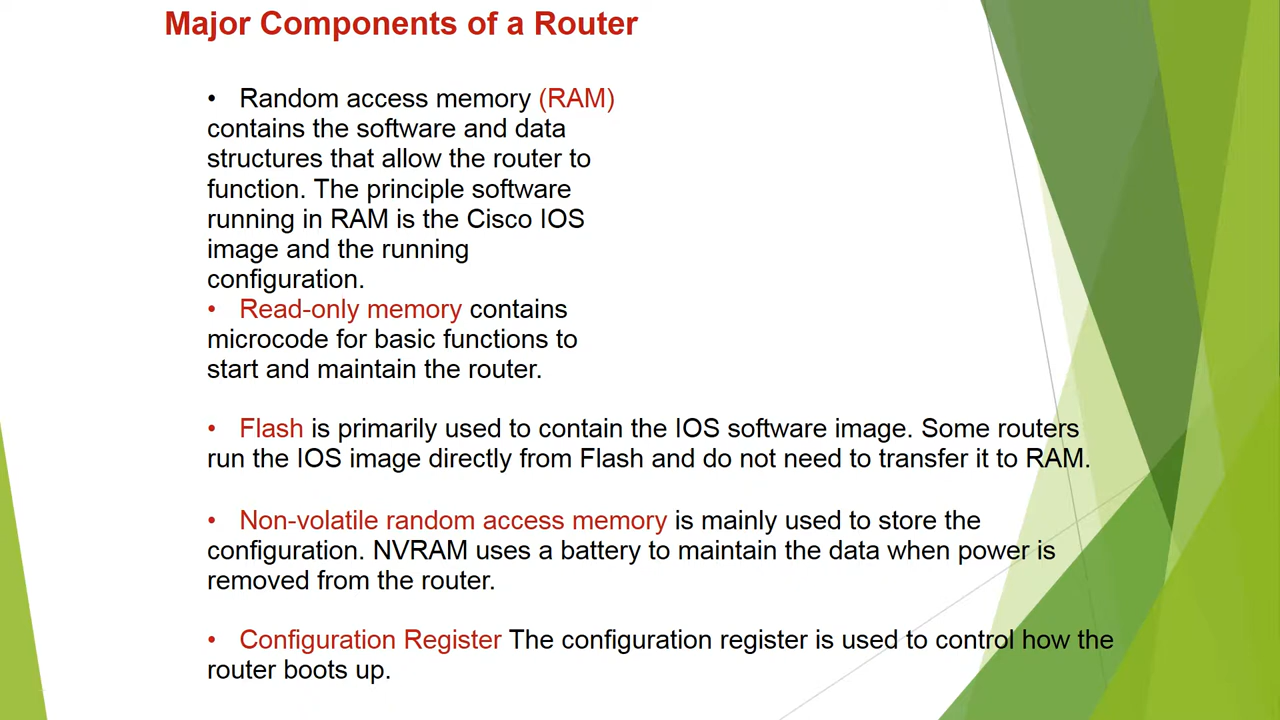 Major Components of a Router
• Random access memory (RAM)
contains the software and data
structures that allow the router to
function. The principle software
running in RAM is the Cisco IOS
image and the running
configuration.
• Read-only memory contains
microcode for basic functions to
start and maintain the router.
• Flash is primarily used to contain the IOS software image. Some routers
run the IOS image directly from Flash and do not need to transfer it to RAM.
• Non-volatile random access memory is mainly used to store the
configuration. NVRAM uses a battery to maintain the data when power is
removed from the router.
• Configuration Register The configuration register is used to control how the
router boots up.